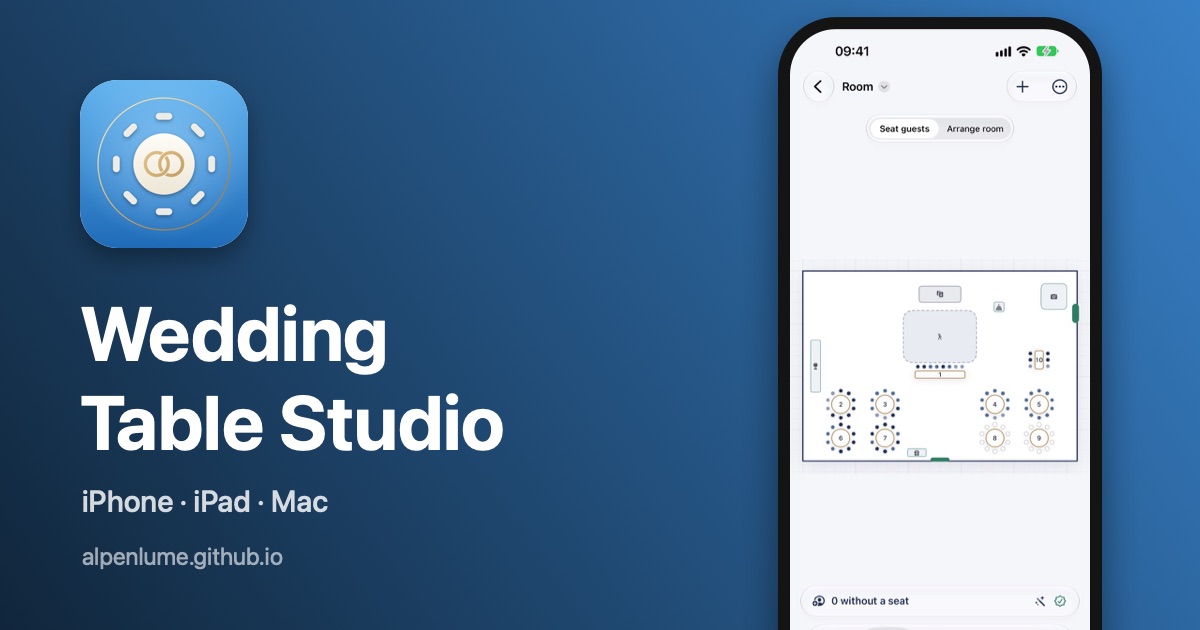 Wedding
Table Studio
iPhone · iPad · Mac
alpenlume.github.io
09:41
Room
Seat guests
Arrange room
10
1
2
3
4
5
6
7
8
9
0 without a seat